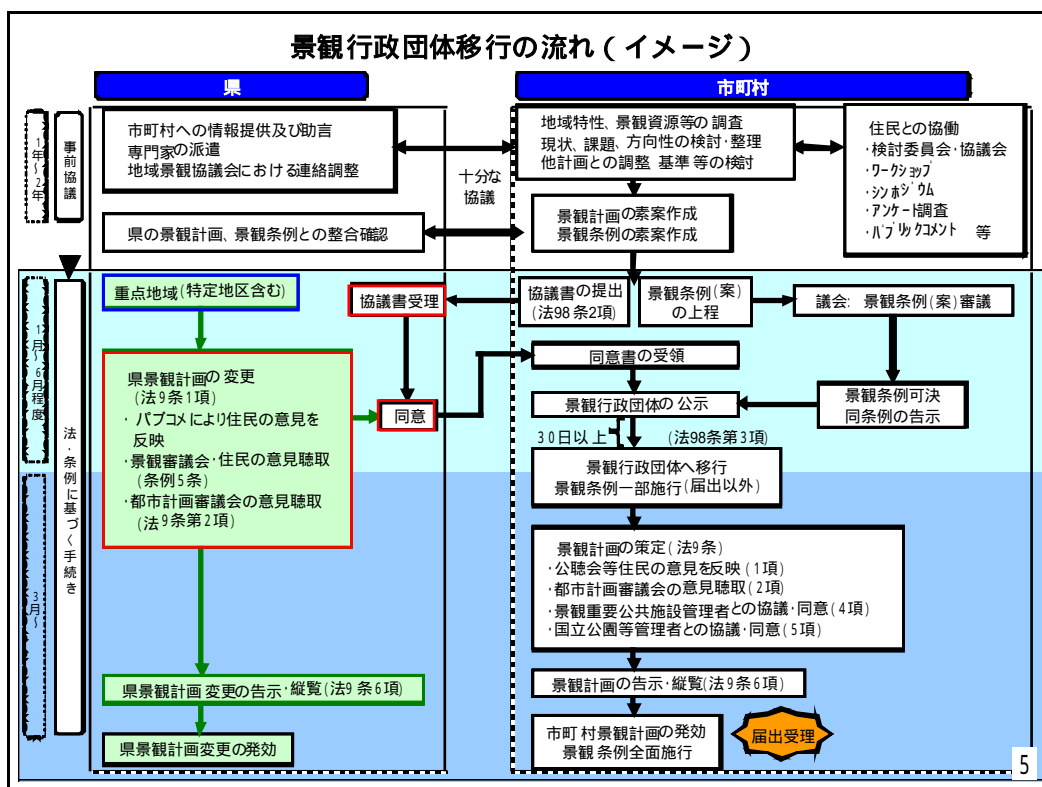 景観行政団体移行の流れ(イメージ)
県
市町村
1年~2年
事前協議
市町村への情報提供及び助言
専門家の派遣
地域景観協議会における連絡調整
十分な
協議
地域特性、景観資源等の調査
現状、課題、方向性の検討・整理
他計画との調整 基準等の検討
住民との協働
・検討委員会・協議会
・ワークショップ
・シンポジウム
・アンケート調査
・パブリックコメント 等
県の景観計画、景観条例との整合確認
景観計画の素案作成
景観条例の素案作成
1月~6月程度
3月~
法・条例に基づく手続き
重点地域(特定地区含む)
協議書受理
協議書の提出
(法98条2項)
景観条例(案)
の上程
議会: 景観条例(案)審議
県景観計画の変更
(法9条1項)
・ パブコメにより住民の意見を
反映
・景観審議会・住民の意見聴取
(条例5条)
・都市計画審議会の意見聴取
(法9条第2項)
同意
同意書の受領
景観行政団体の公示
景観条例可決
同条例の告示
30日以上
(法98条第3項)
景観行政団体へ移行
景観条例一部施行(届出以外)
景観計画の策定(法9条)
・公聴会等住民の意見を反映(1項)
・都市計画審議会の意見聴取(2項)
・景観重要公共施設管理者との協議・同意(4項)
・国立公園等管理者との協議・同意(5項)
県景観計画変更の告示・縦覧(法9条6項)
景観計画の告示・縦覧(法9条6項)
県景観計画変更の発効
市町村景観計画の発効
景観条例全面施行
届出受理
5